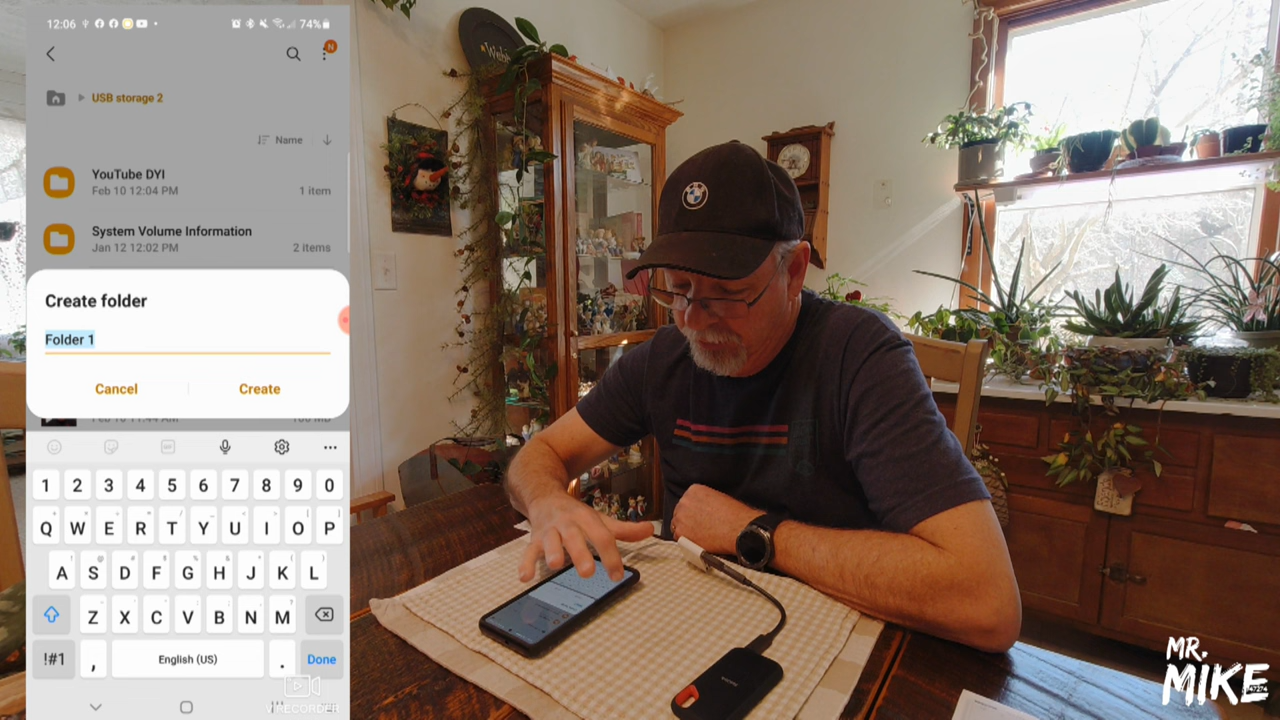 12:06
74%
N
USB storage 2
Name
YouTube DYI
Feb 10 12:04 PM
1 item
System Volume Information
Jan 12 12:02 PM
2 items
Create folder
Folder 1
Cancel
Create
1 2 3 4 5 6 7 8 9 0
Q W E R T Y U I O P
A S D F G H J K L
Z X C V B N M
!#1 , English (US) . Done
MR.
MIKE